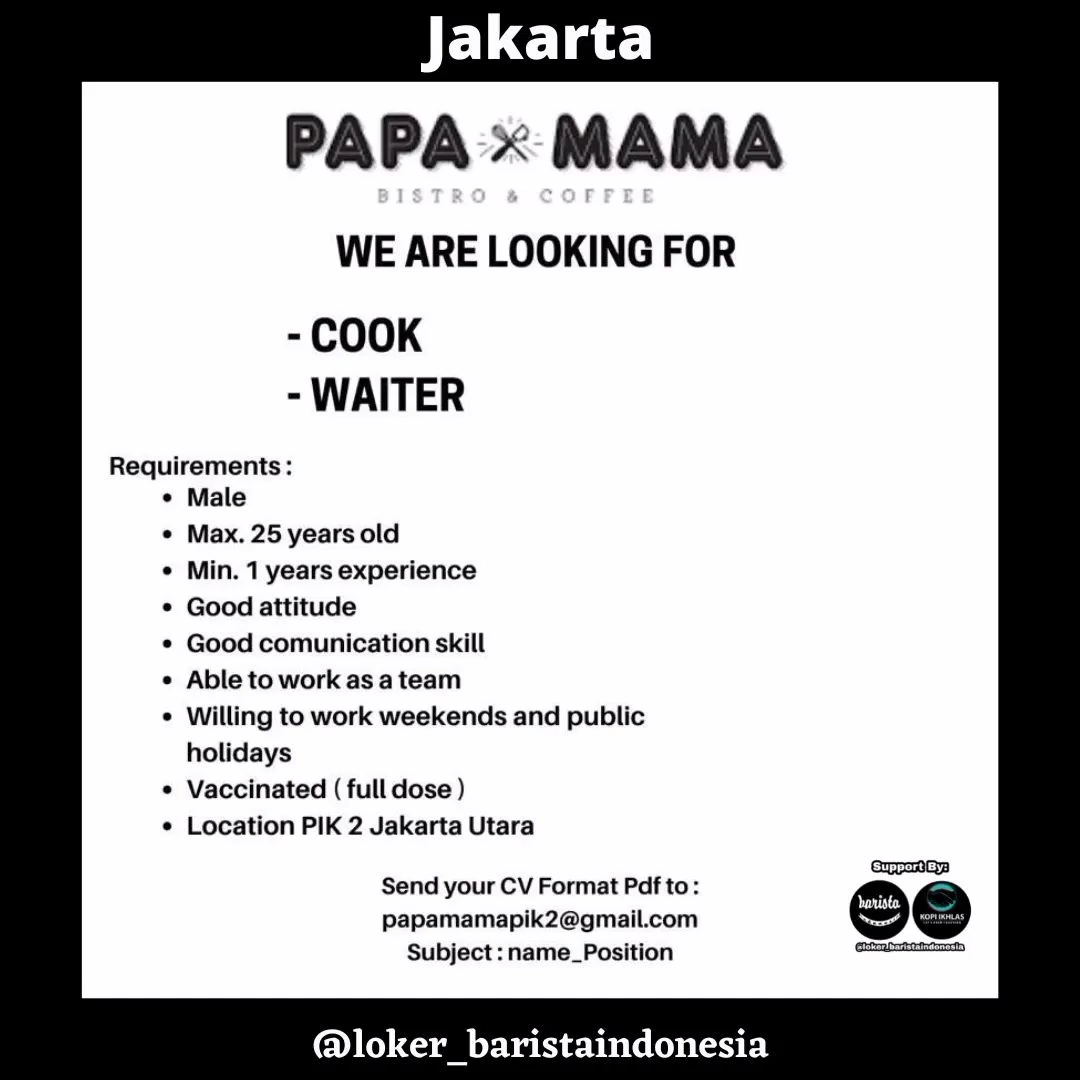 Jakarta
PAPA MAMA
BISTRO & COFFEE
WE ARE LOOKING FOR
- COOK
- WAITER
Requirements :
• Male
• Max. 25 years old
• Min. 1 years experience
• Good attitude
• Good comunication skill
• Able to work as a team
• Willing to work weekends and public
holidays
• Vaccinated ( full dose )
• Location PIK 2 Jakarta Utara
Send your CV Format Pdf to :
papamamapik2@gmail.com
Subject : name_Position
Support By:
barista
KOPI IKHLAS
@loker_baristaindonesia
@loker_baristaindonesia